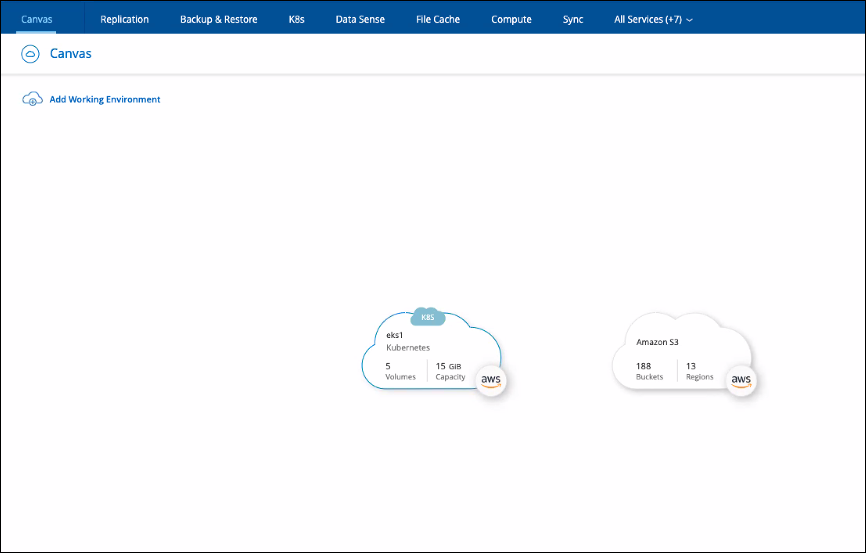 Canvas Replication Backup & Restore K8s Data Sense File Cache Compute Sync All Services (+7)
Canvas
Add Working Environment
K8S
eks1
Kubernetes
5 15 GiB
Volumes Capacity
aws
Amazon S3
188 13
Buckets Regions
aws